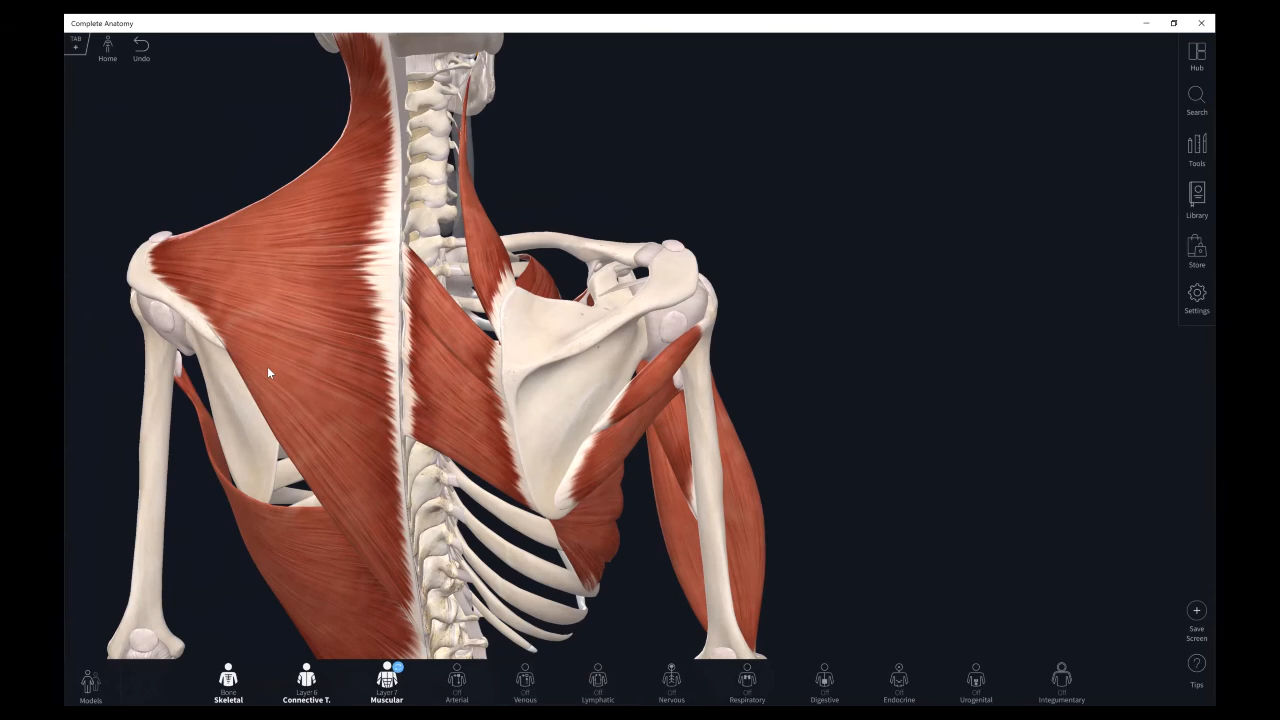 Complete Anatomy
TAB
+
Home
Undo
Hub
Search
Tools
Library
Store
Settings
+
Save
Screen
?
Tips
Models
Bone
Skeletal
Layer 6
Connective T.
Layer 7
Muscular
Off
Arterial
Off
Venous
Off
Lymphatic
Off
Nervous
Off
Respiratory
Off
Digestive
Off
Endocrine
Off
Urogenital
Off
Integumentary